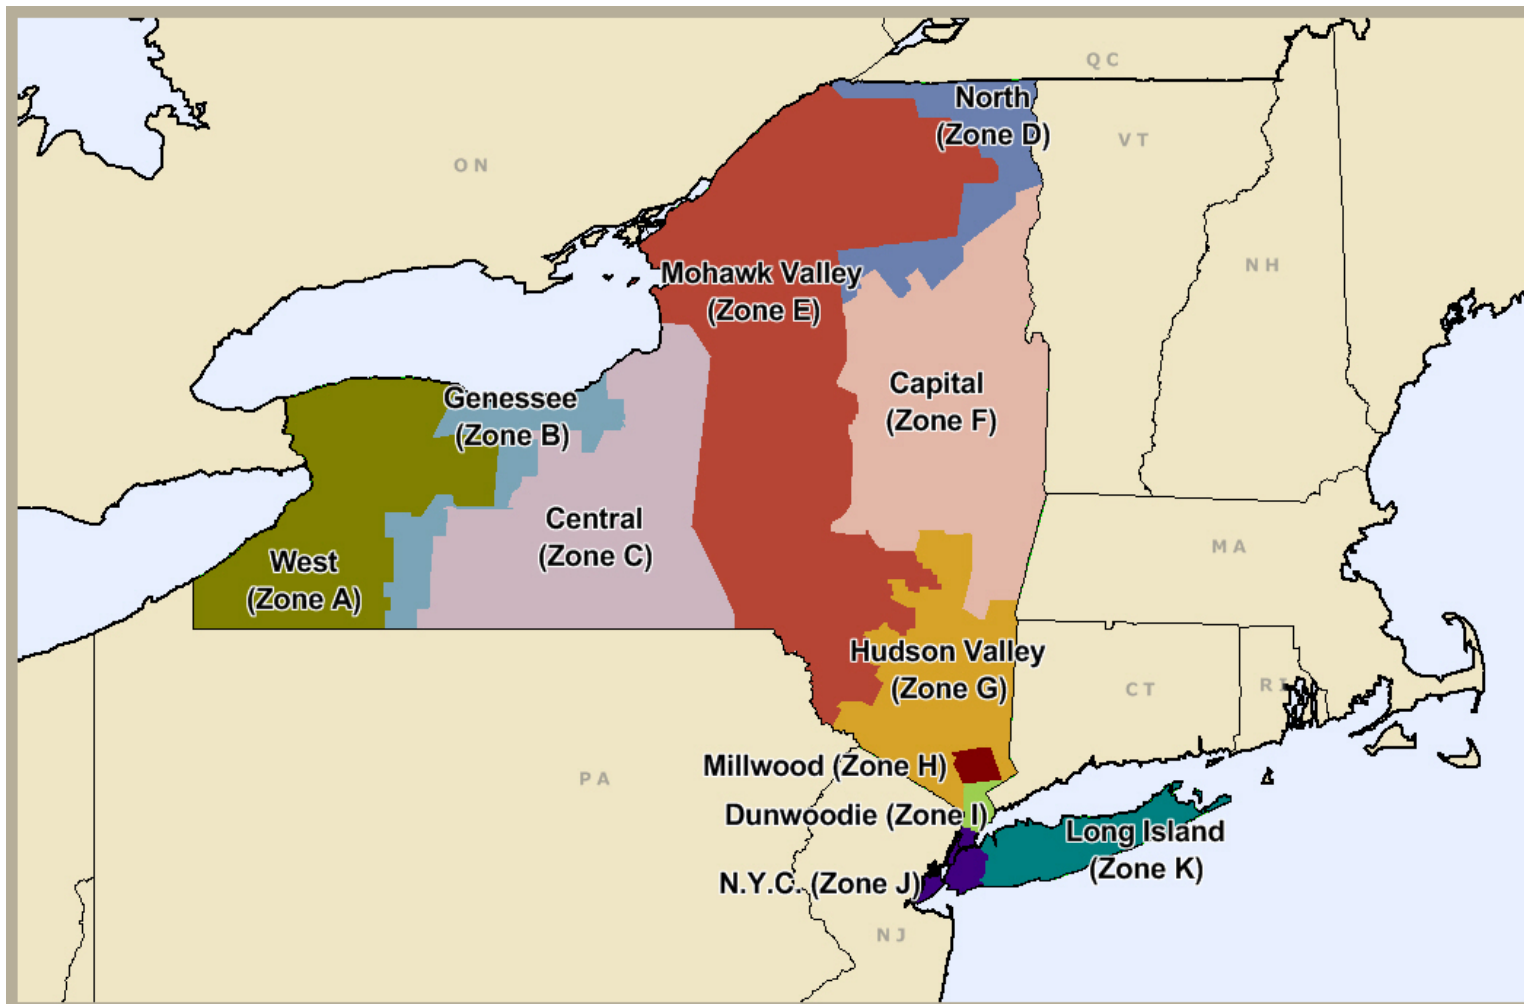 QC
North
(Zone D)
VT
ON
NH
Mohawk Valley
(Zone E)
Capital
(Zone F)
Genessee
(Zone B)
Central
(Zone C)
MA
West
(Zone A)
Hudson Valley
(Zone G)
CT
RI
PA
Millwood (Zone H)
Dunwoodie (Zone I)
Long Island
(Zone K)
N.Y.C. (Zone J)
NJ